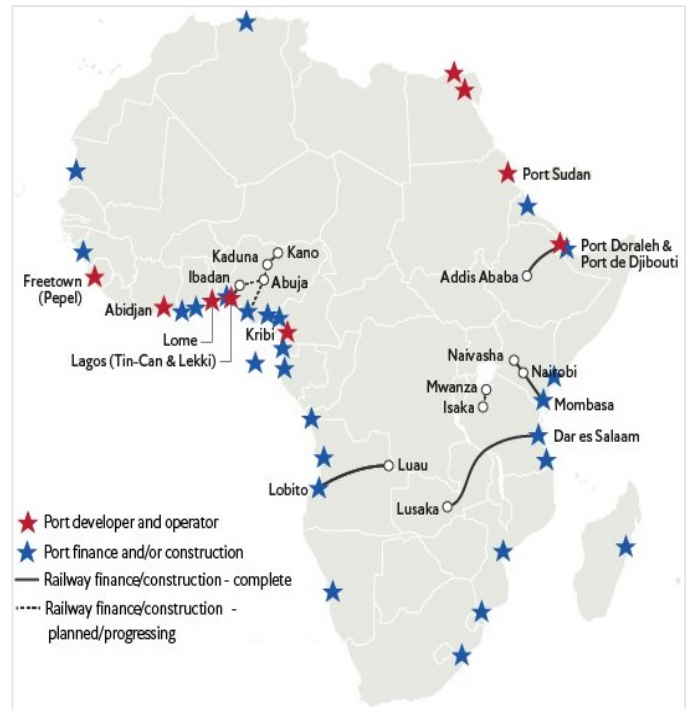 Port Sudan
Port Doraleh &
Port de Djibouti
Addis Ababa
Kaduna
Kano
Ibadan
Abuja
Freetown
(Pepel)
Abidjan
Lome
Kribi
Lagos (Tin-Can & Lekki)
Naivasha
Nairobi
Mwanza
Isaka
Mombasa
Dar es Salaam
Luau
Lobito
Lusaka
Port developer and operator
Port finance and/or construction
Railway finance/construction - complete
Railway finance/construction -
planned/progressing